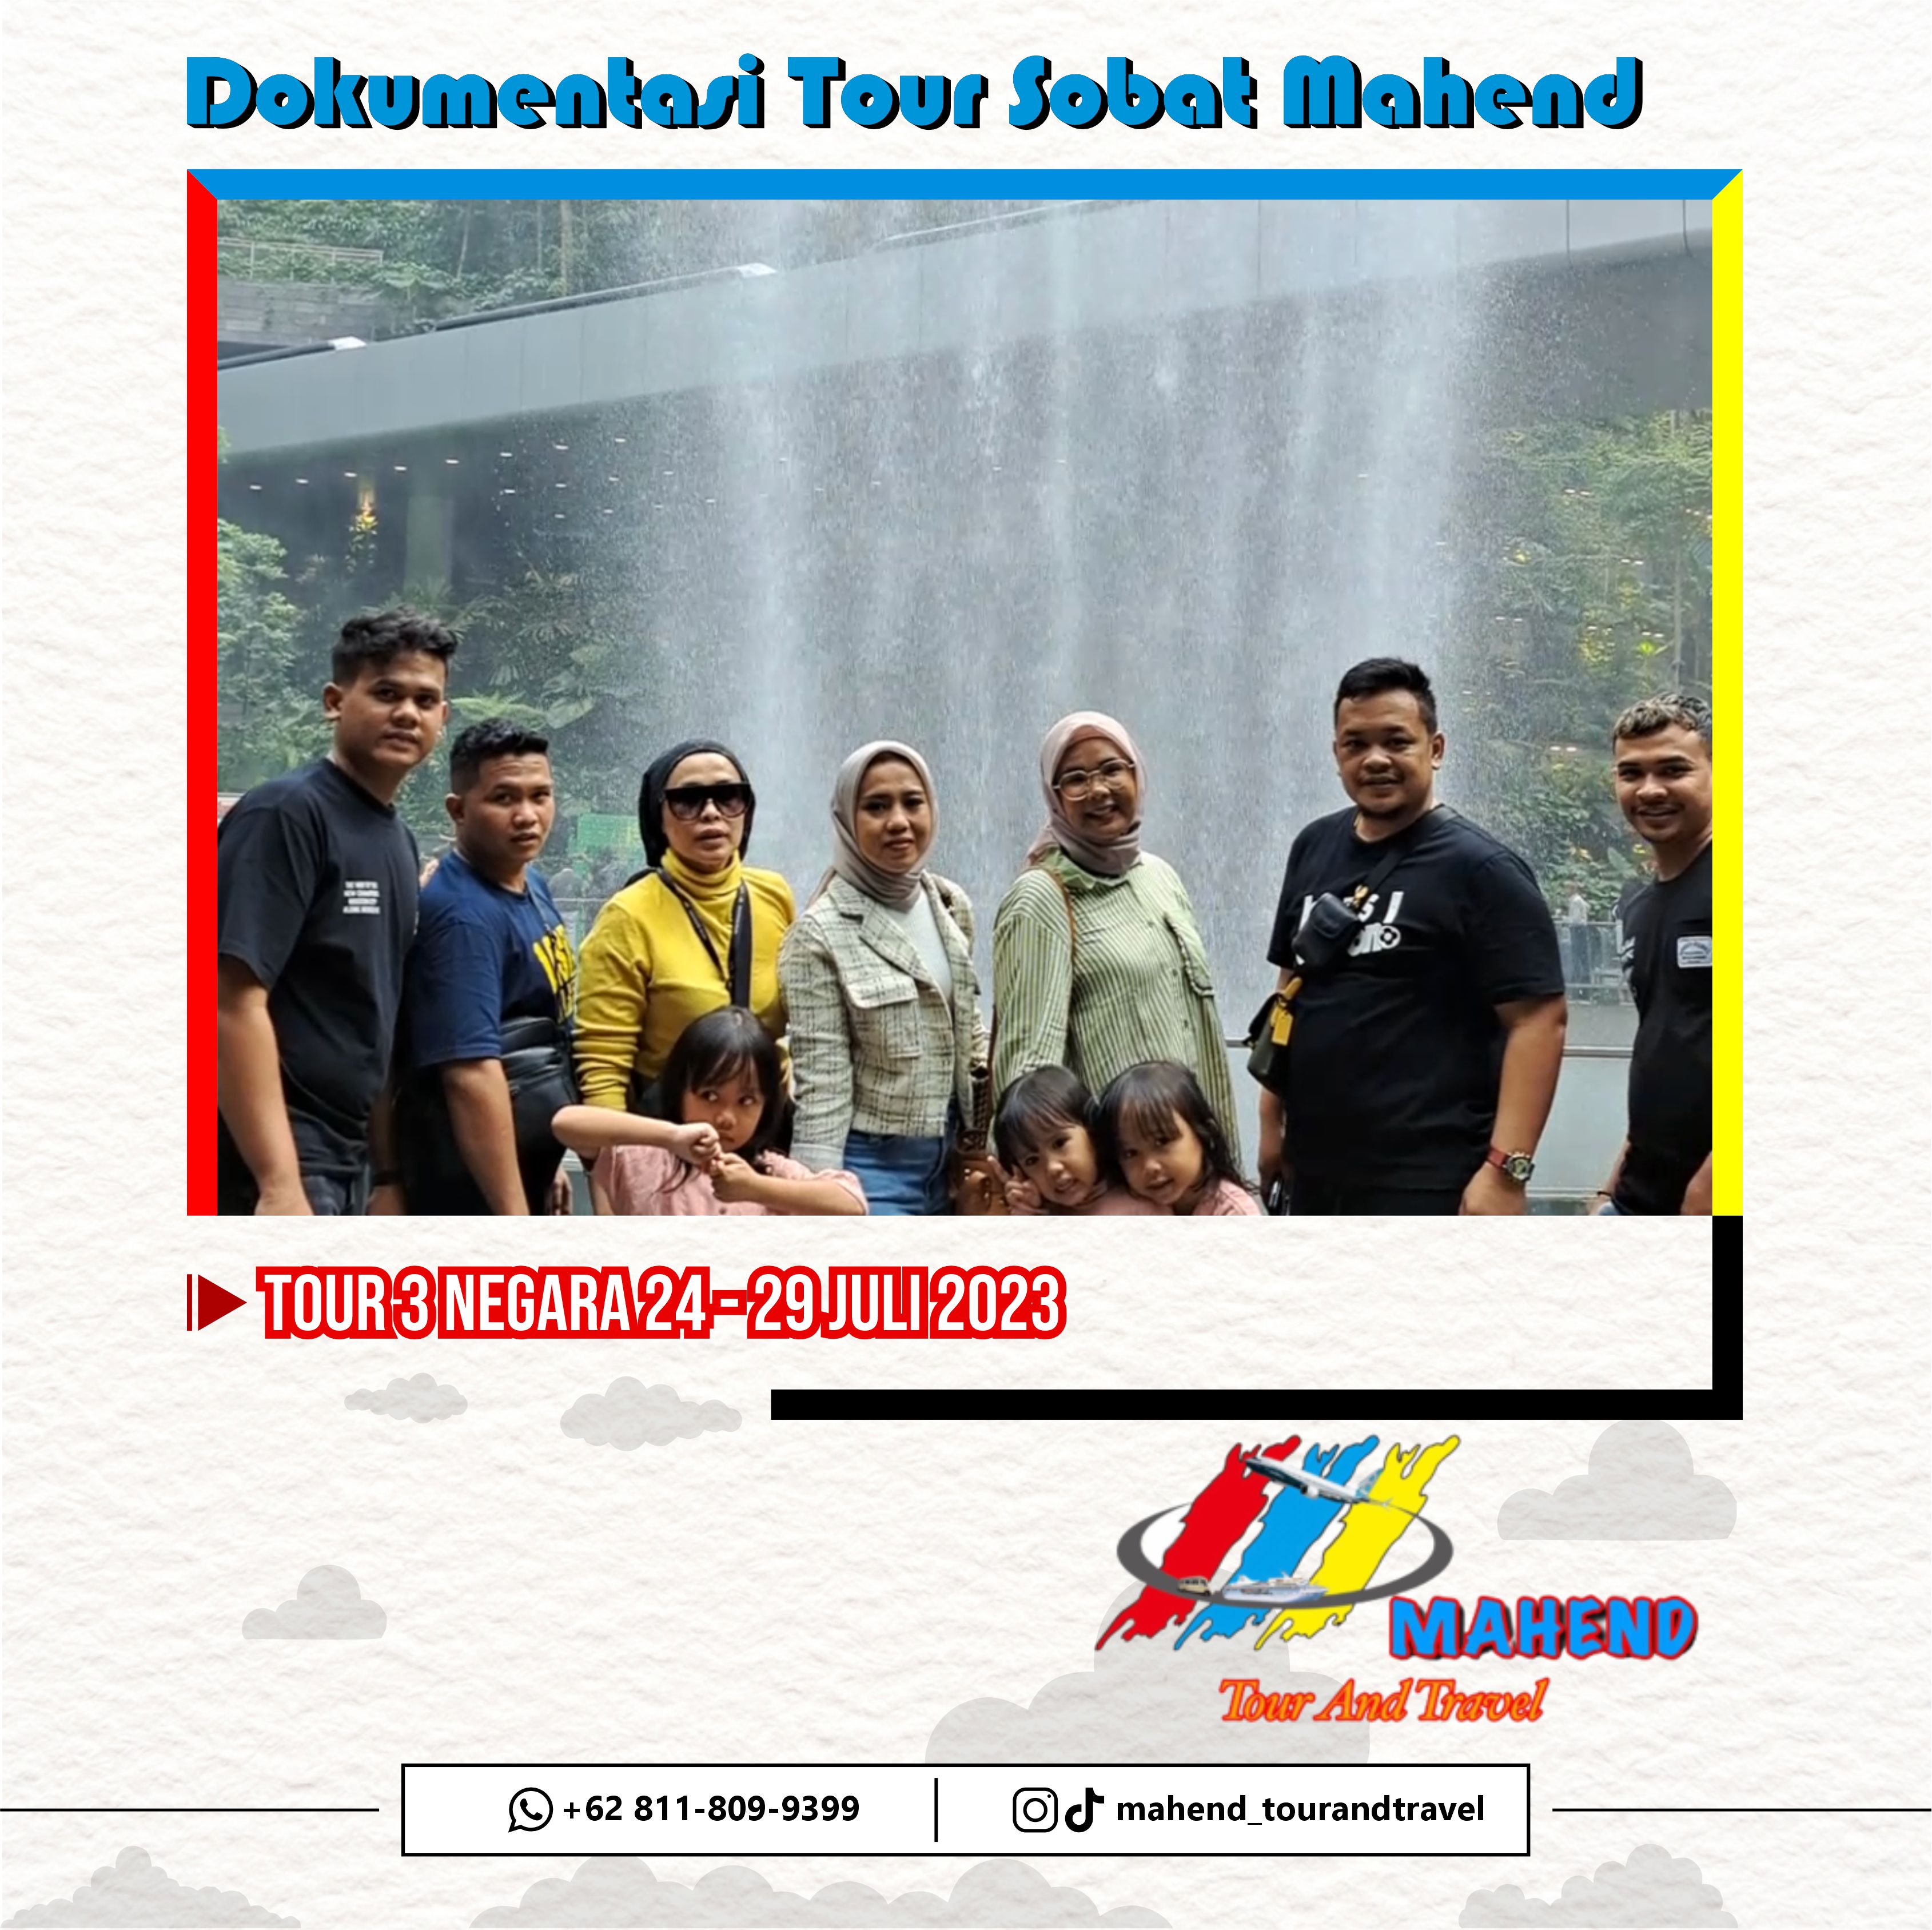 Dokumentasi Tour Sobat Mahend
TOUR 3 NEGARA 24 - 29 JULI 2023
MAHEND
Tour And Travel
+62 811-809-9399
mahend_tourandtravel